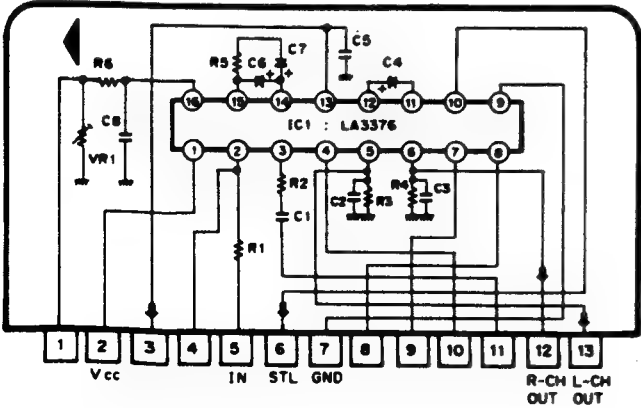 R6
R5
C6
C7
C5
C4
16
15
14
13
12
11
10
9
IC1 : LA3376
C8
VR1
1
2
3
4
5
6
7
8
R2
C1
C2
R3
R4
C3
R1
1
2
3
4
5
6
7
8
9
10
11
12
13
Vcc
IN
STL
GND
R-CH
OUT
L-CH
OUT